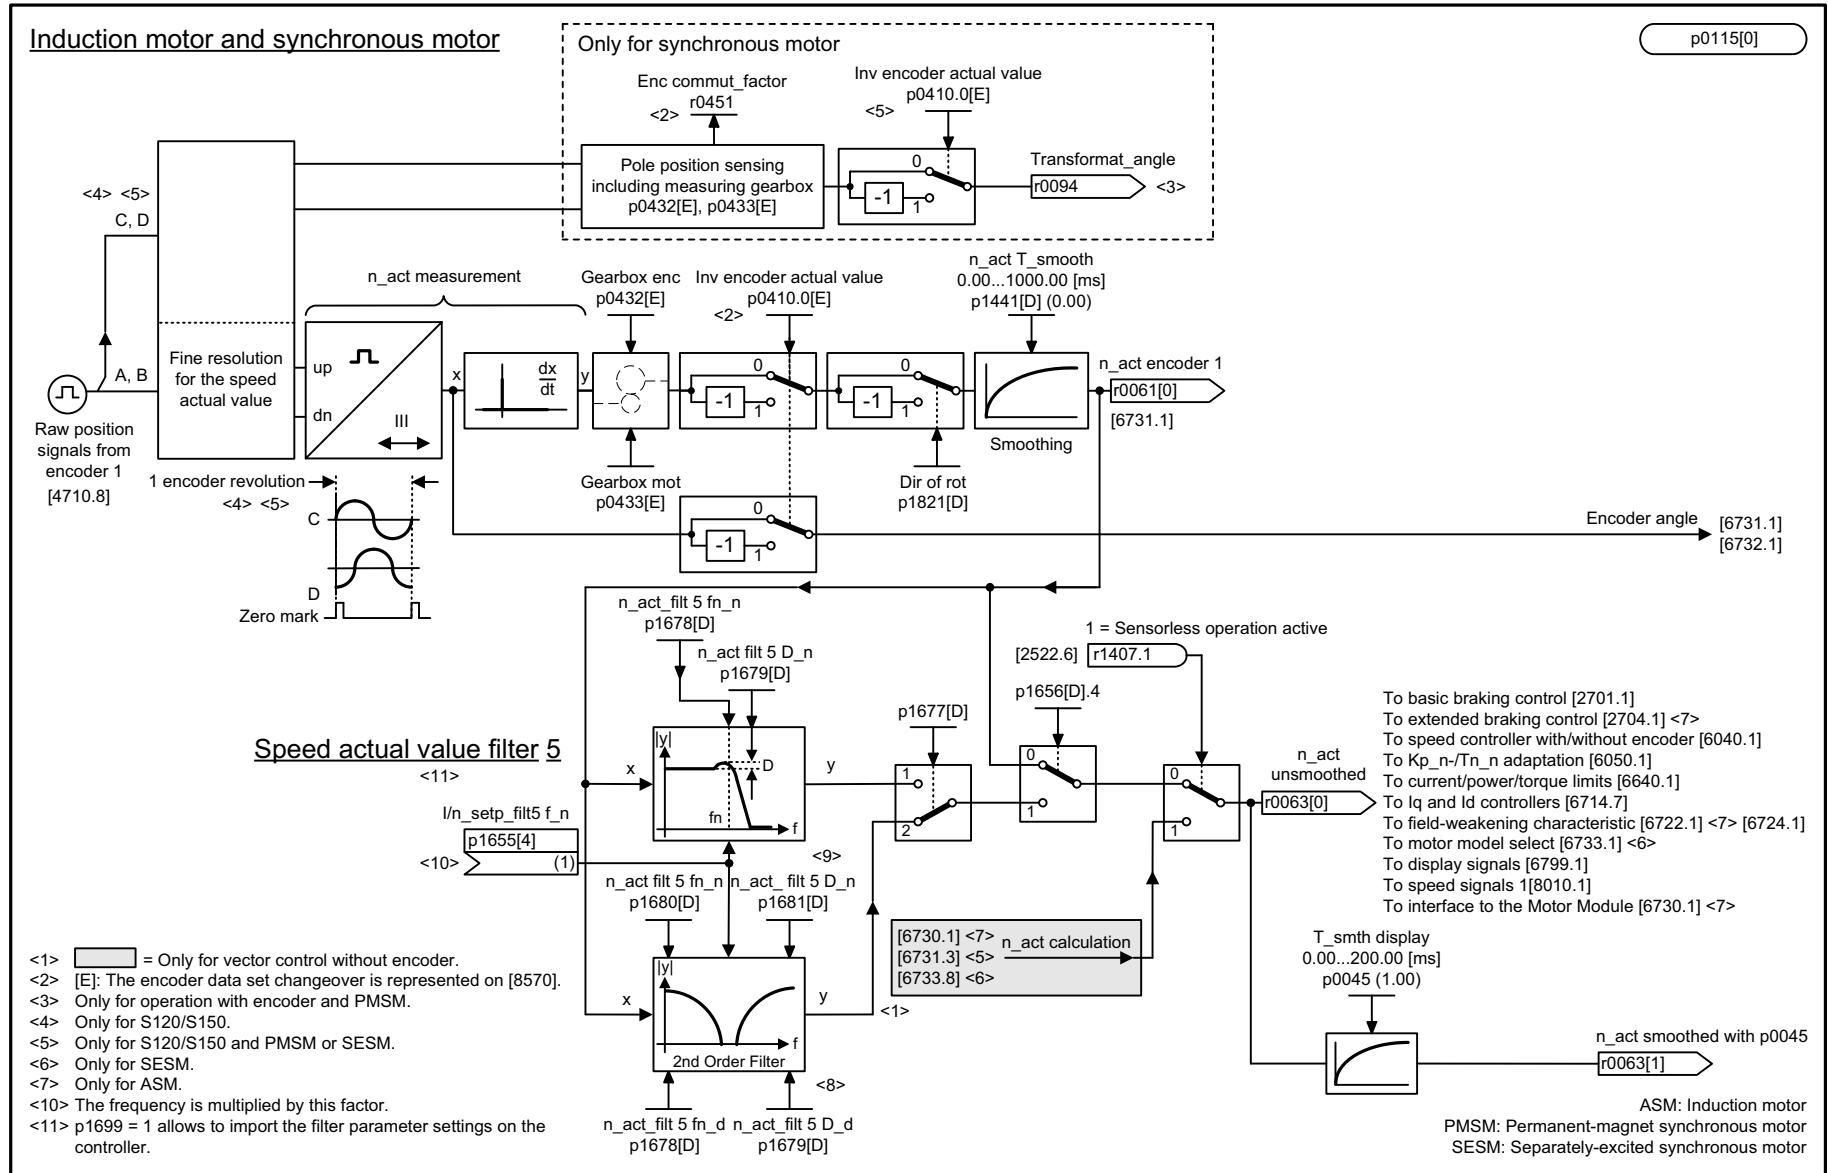 Induction motor and synchronous motor
Only for synchronous motor
p0115[0]
Enc commut_factor
r0451
<2>
Inv encoder actual value
p0410.0[E]
<5>
Pole position sensing
including measuring gearbox
p0432[E], p0433[E]
0
-1
1
Transformat_angle
r0094
<3>
<4> <5>
C, D
n_act measurement
Gearbox enc
p0432[E]
Inv encoder actual value
p0410.0[E]
<2>
n_act T_smooth
0.00...1000.00 [ms]
p1441[D] (0.00)
A, B
Fine resolution
for the speed
actual value
up
dn
III
x
dx
dt
y
0
-1
1
0
-1
1
Smoothing
n_act encoder 1
r0061[0]
[6731.1]
Raw position
signals from
encoder 1
[4710.8]
Gearbox mot
p0433[E]
Dir of rot
p1821[D]
1 encoder revolution
<4> <5>
C
D
Zero mark
0
-1
1
Encoder angle
[6731.1]
[6732.1]
n_act_filt 5 fn_n
p1678[D]
n_act filt 5 D_n
p1679[D]
1 = Sensorless operation active
[2522.6]
r1407.1
p1656[D].4
p1677[D]
Speed actual value filter 5
<11>
x
|y|
D
fn
f
y
1
2
0
1
0
1
n_act
unsmoothed
r0063[0]
To basic braking control [2701.1]
To extended braking control [2704.1] <7>
To speed controller with/without encoder [6040.1]
To Kp_n-/Tn_n adaptation [6050.1]
To current/power/torque limits [6640.1]
To Iq and Id controllers [6714.7]
To field-weakening characteristic [6722.1] <7> [6724.1]
To motor model select [6733.1] <6>
To display signals [6799.1]
To speed signals 1[8010.1]
To interface to the Motor Module [6730.1] <7>
I/n_setp_filt5 f_n
p1655[4]
<10>
(1)
<9>
n_act filt 5 fn_n
p1680[D]
n_act_ filt 5 D_n
p1681[D]
x
|y|
f
y
2nd Order Filter
<8>
n_act_filt 5 fn_d
p1678[D]
n_act_filt 5 D_d
p1679[D]
[6730.1] <7>
[6731.3] <5>
[6733.8] <6>
n_act calculation
<1>
T_smth display
0.00...200.00 [ms]
p0045 (1.00)
n_act smoothed with p0045
r0063[1]
<1> = Only for vector control without encoder.
<2> [E]: The encoder data set changeover is represented on [8570].
<3> Only for operation with encoder and PMSM.
<4> Only for S120/S150.
<5> Only for S120/S150 and PMSM or SESM.
<6> Only for SESM.
<7> Only for ASM.
<10> The frequency is multiplied by this factor.
<11> p1699 = 1 allows to import the filter parameter settings on the
controller.
ASM: Induction motor
PMSM: Permanent-magnet synchronous motor
SESM: Separately-excited synchronous motor